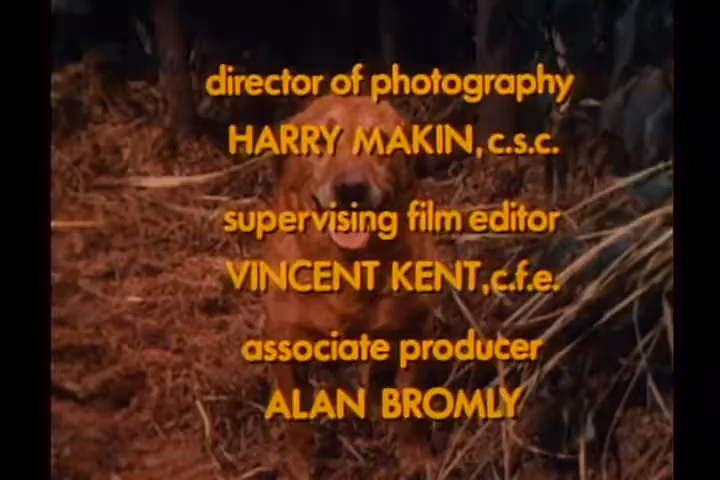 director of photography
HARRY MAKIN, c.s.c.
supervising film editor
VINCENT KENT, c.f.e.
associate producer
ALAN BROMLY